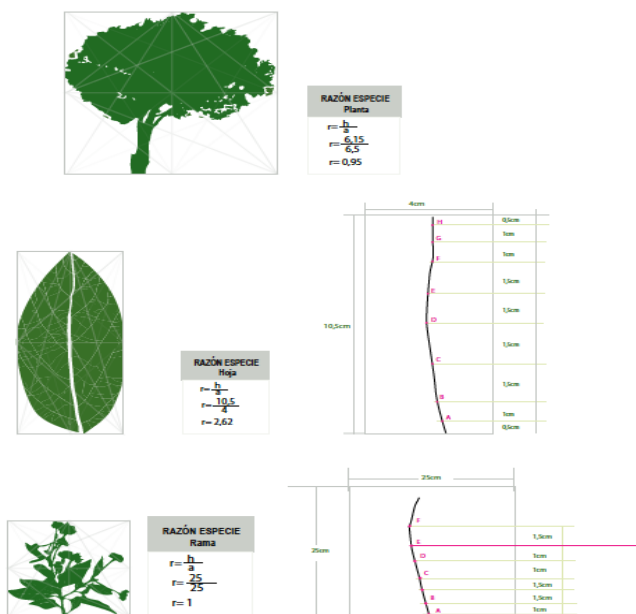 RAZÓN ESPECIE
Planta
r= h
a
r= 6,15
6,5
r= 0,95
4cm
H
0,5cm
G
1cm
F
1cm
E
1,5cm
D
1,5cm
10,5cm
1,5cm
C
1,5cm
B
A
1cm
0,5cm
RAZÓN ESPECIE
Hoja
r= h
a
r= 10,5
4
r= 2,62
25cm
F
1,5cm
E
25cm
D
1cm
C
1cm
1,5cm
B
1,5cm
A
1cm
RAZÓN ESPECIE
Rama
r= h
a
r= 25
25
r= 1